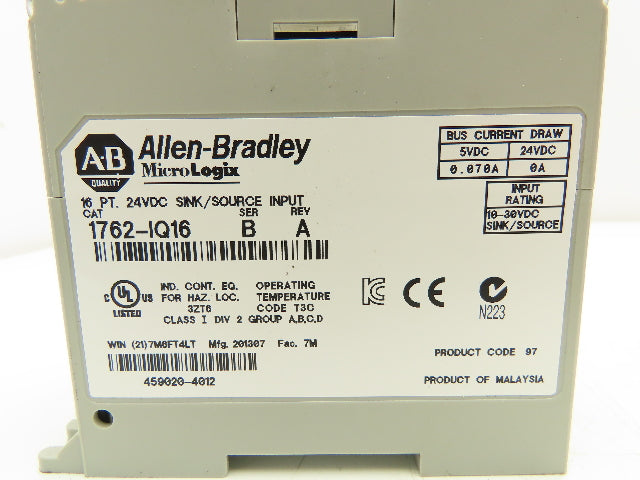 A-B
QUALITY
Allen-Bradley
MicroLogix
16 PT. 24VDC SINK/SOURCE INPUT
CAT SER REV
1762-IQ16 B A
BUS CURRENT DRAW
5VDC 24VDC
0.070A 0A
INPUT
RATING
10-30VDC
SINK/SOURCE
C UL US
LISTED
IND. CONT. EQ.
FOR HAZ. LOC.
3ZT6
OPERATING
TEMPERATURE
CODE T3C
CLASS I DIV 2 GROUP A,B,C,D
CE
N223
WIN (21)7M6FT4LT Mfg. 201307 Fac. 7M
459020-4012
PRODUCT CODE 97
PRODUCT OF MALAYSIA